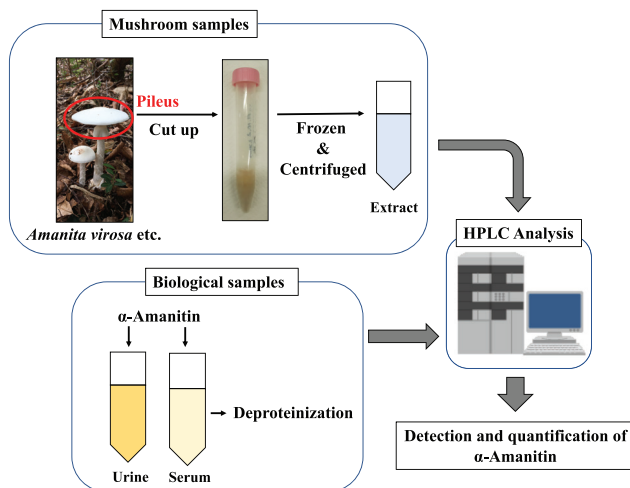 Mushroom samples
Pileus
Cut up
Frozen
&
Centrifuged
Extract
Amanita virosa etc.
HPLC Analysis
Biological samples
α-Amanitin
Deproteinization
Urine
Serum
Detection and quantification of
α-Amanitin